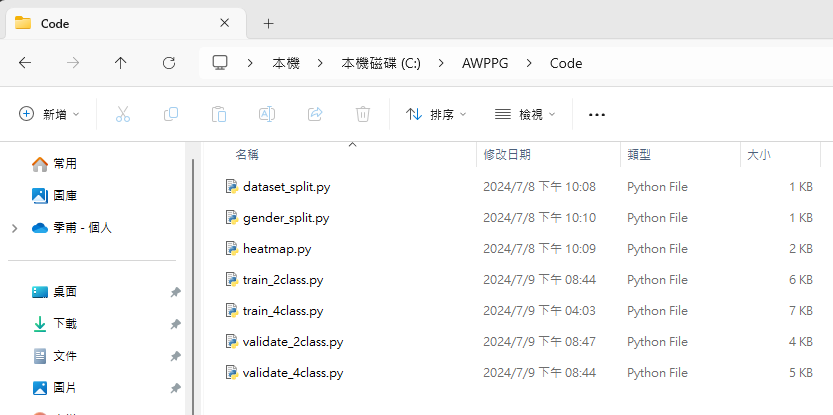 Code
本機 本機磁碟 (C:) AWPPG Code
新增 排序 檢視
名稱 修改日期 類型 大小
常用
圖庫
季甫 - 個人
桌面
下載
文件
圖片
dataset_split.py 2024/7/8 下午 10:08 Python File 1 KB
gender_split.py 2024/7/8 下午 10:10 Python File 1 KB
heatmap.py 2024/7/8 下午 10:09 Python File 2 KB
train_2class.py 2024/7/9 下午 08:44 Python File 6 KB
train_4class.py 2024/7/9 下午 04:03 Python File 7 KB
validate_2class.py 2024/7/9 下午 08:47 Python File 4 KB
validate_4class.py 2024/7/9 下午 08:44 Python File 5 KB